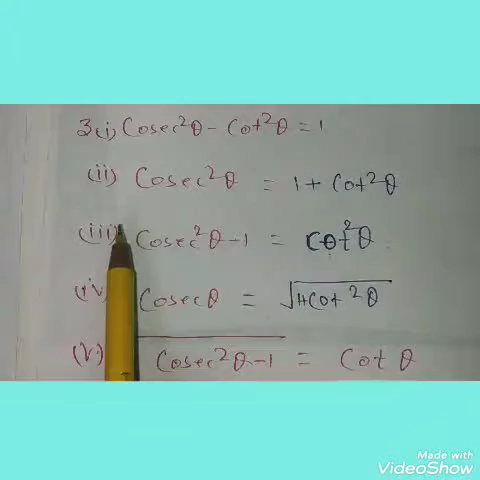 3(i) Cosec²θ - Cot²θ = 1
(ii) Cosec²θ = 1 + Cot²θ
(iii) Cosec²θ - 1 = Cot²θ
(iv) Cosecθ = √1+Cot²θ
(v) √Cosec²θ - 1 = Cot θ
Made with
VideoShow